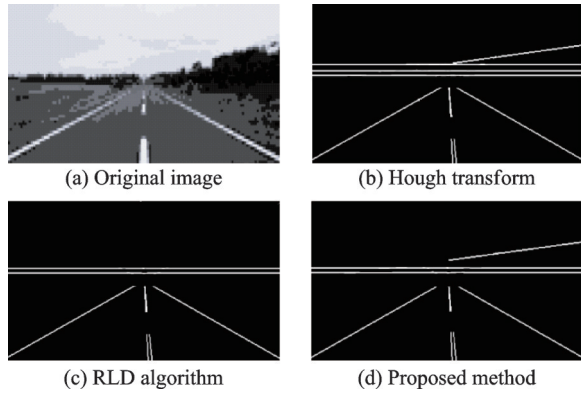 (a) Original image
(b) Hough transform
(c) RLD algorithm
(d) Proposed method